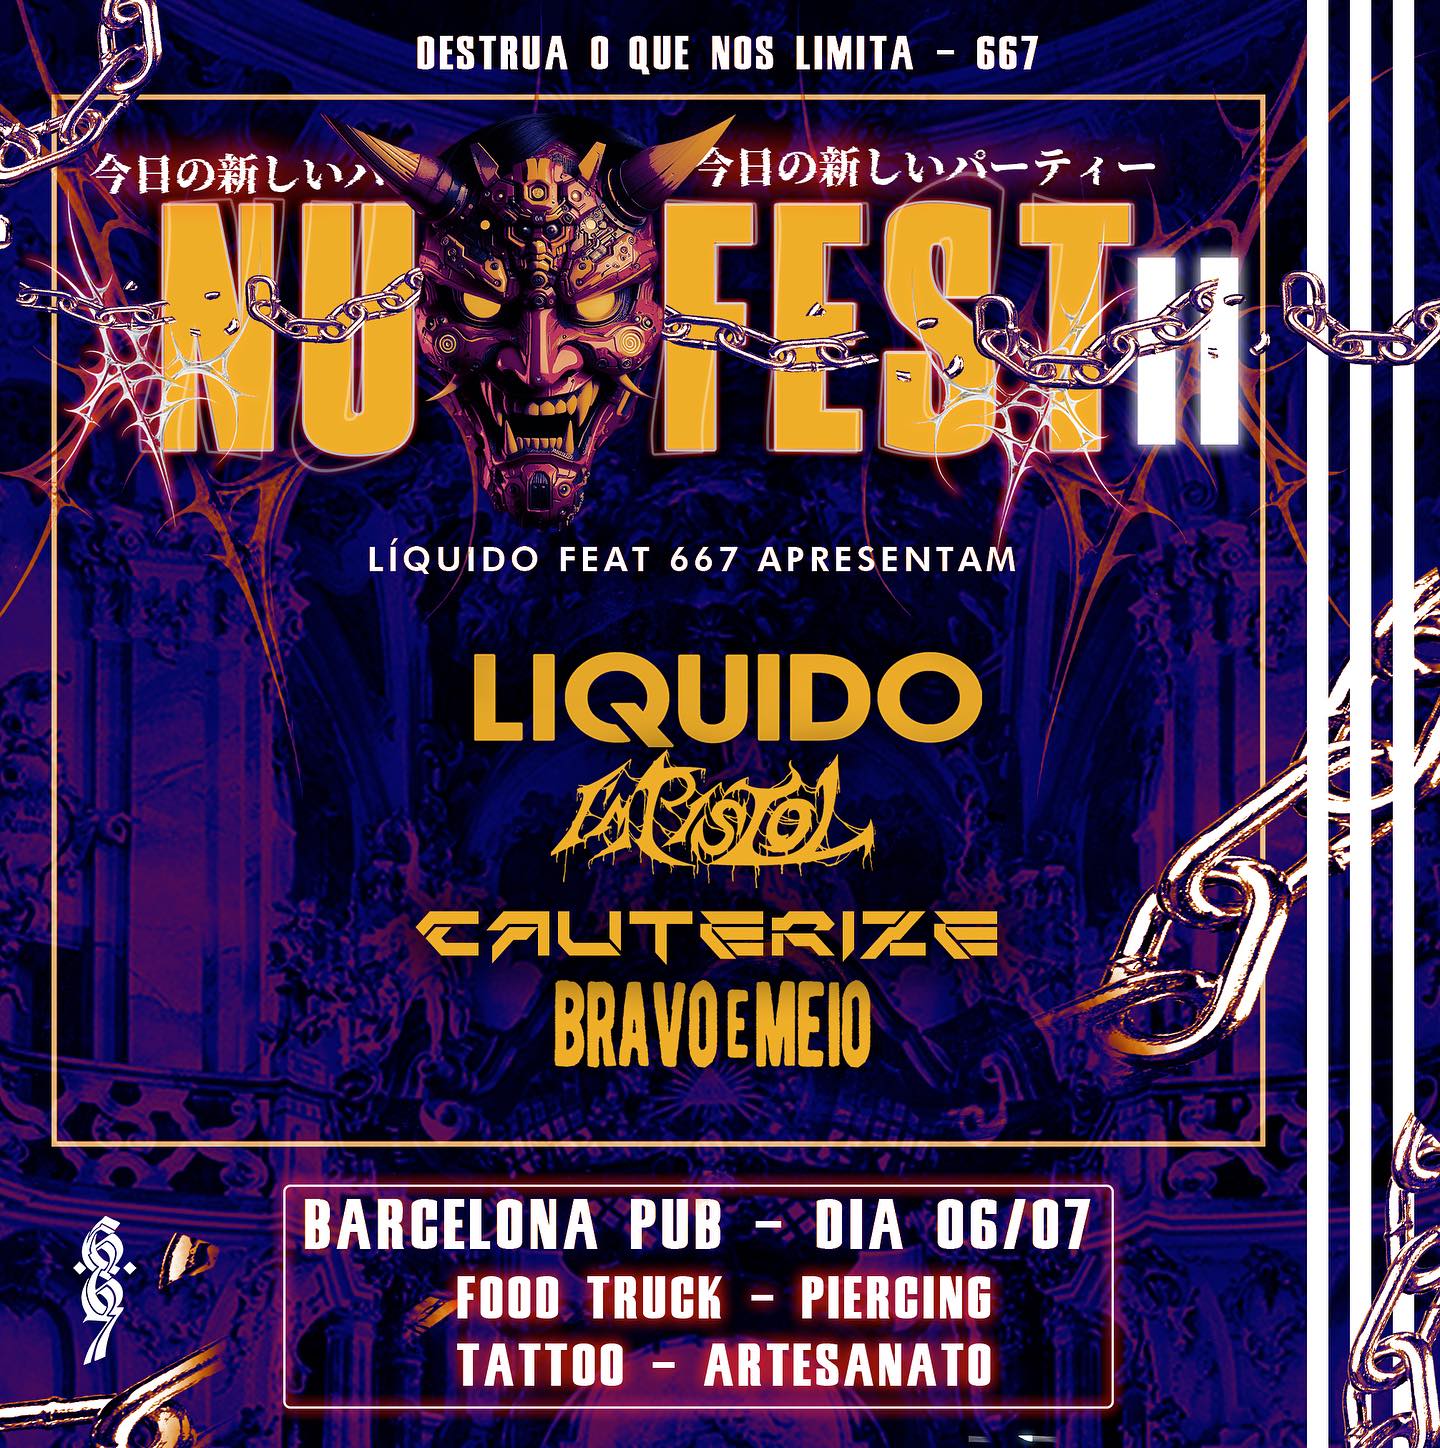 DESTRUA O QUE NOS LIMITA - 667
今日の新しいパ 今日の新しいパーティー
NU FEST II
LÍQUIDO FEAT 667 APRESENTAM
LIQUIDO
I'M PISTOL
CAUTERIZE
BRAVO E MEIO
BARCELONA PUB - DIA 06/07
FOOD TRUCK - PIERCING
TATTOO - ARTESANATO
667